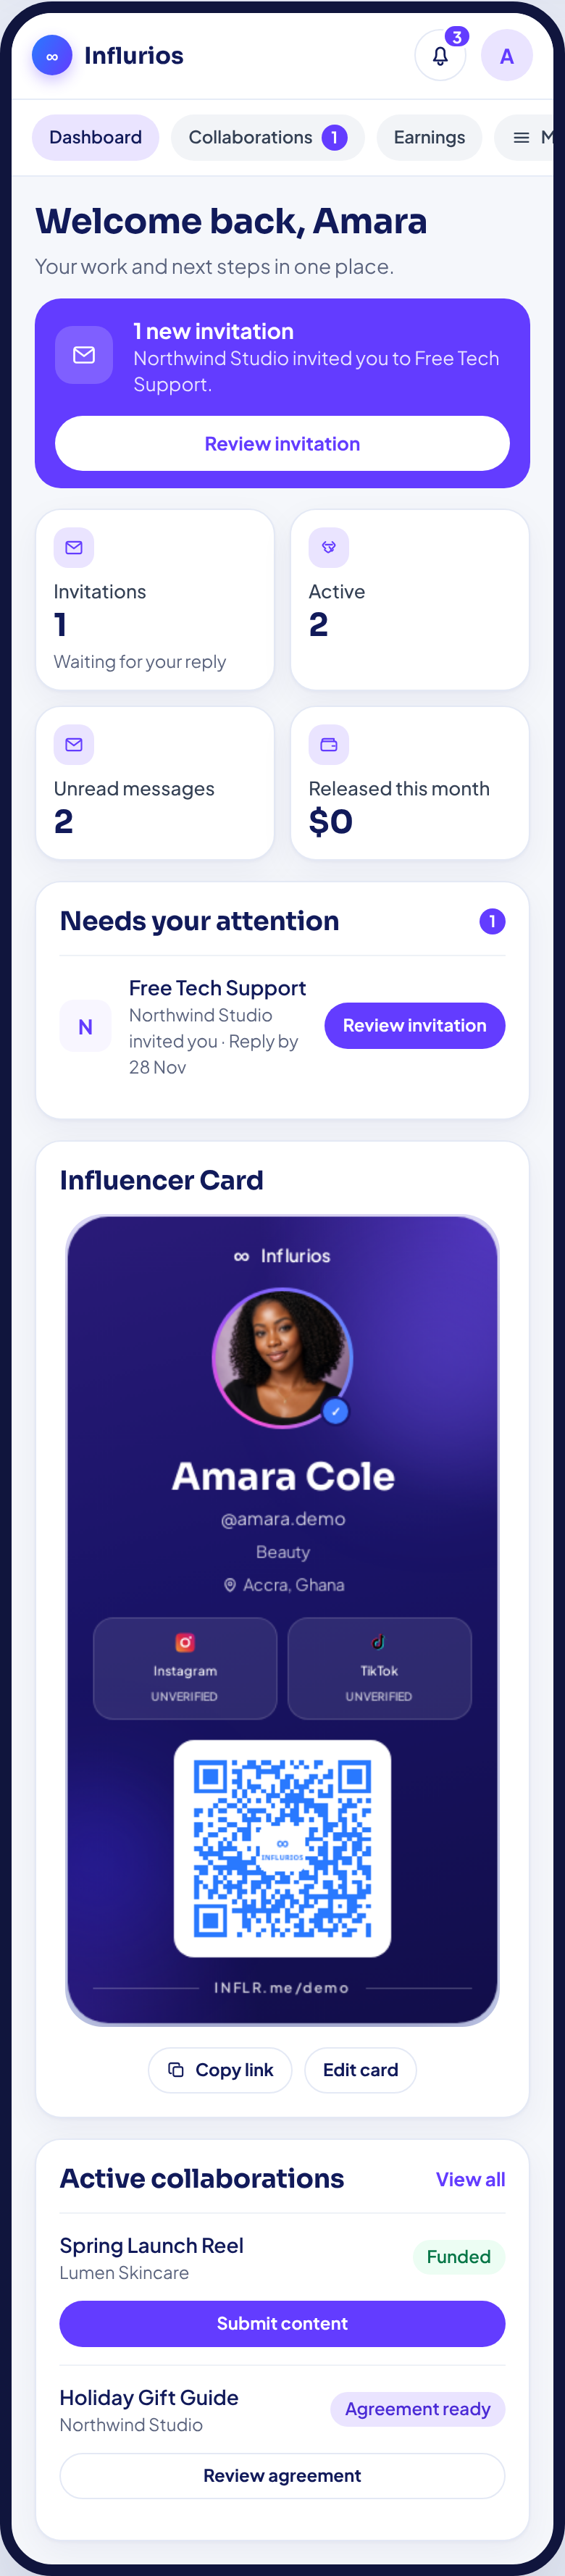 ∞ Influrios
3
A
Dashboard
Collaborations 1
Earnings
Welcome back, Amara
Your work and next steps in one place.
1 new invitation
Northwind Studio invited you to Free Tech
Support.
Review invitation
Invitations
1
Waiting for your reply
Active
2
Unread messages
2
Released this month
$0
Needs your attention
1
N
Free Tech Support
Northwind Studio
invited you · Reply by
28 Nov
Review invitation
Influencer Card
∞ Influrios
Amara Cole
@amara.demo
Beauty
Accra, Ghana
Instagram
UNVERIFIED
TikTok
UNVERIFIED
∞
INFLURIOS
INFLR.me/demo
Copy link
Edit card
Active collaborations
View all
Spring Launch Reel
Lumen Skincare
Funded
Submit content
Holiday Gift Guide
Northwind Studio
Agreement ready
Review agreement